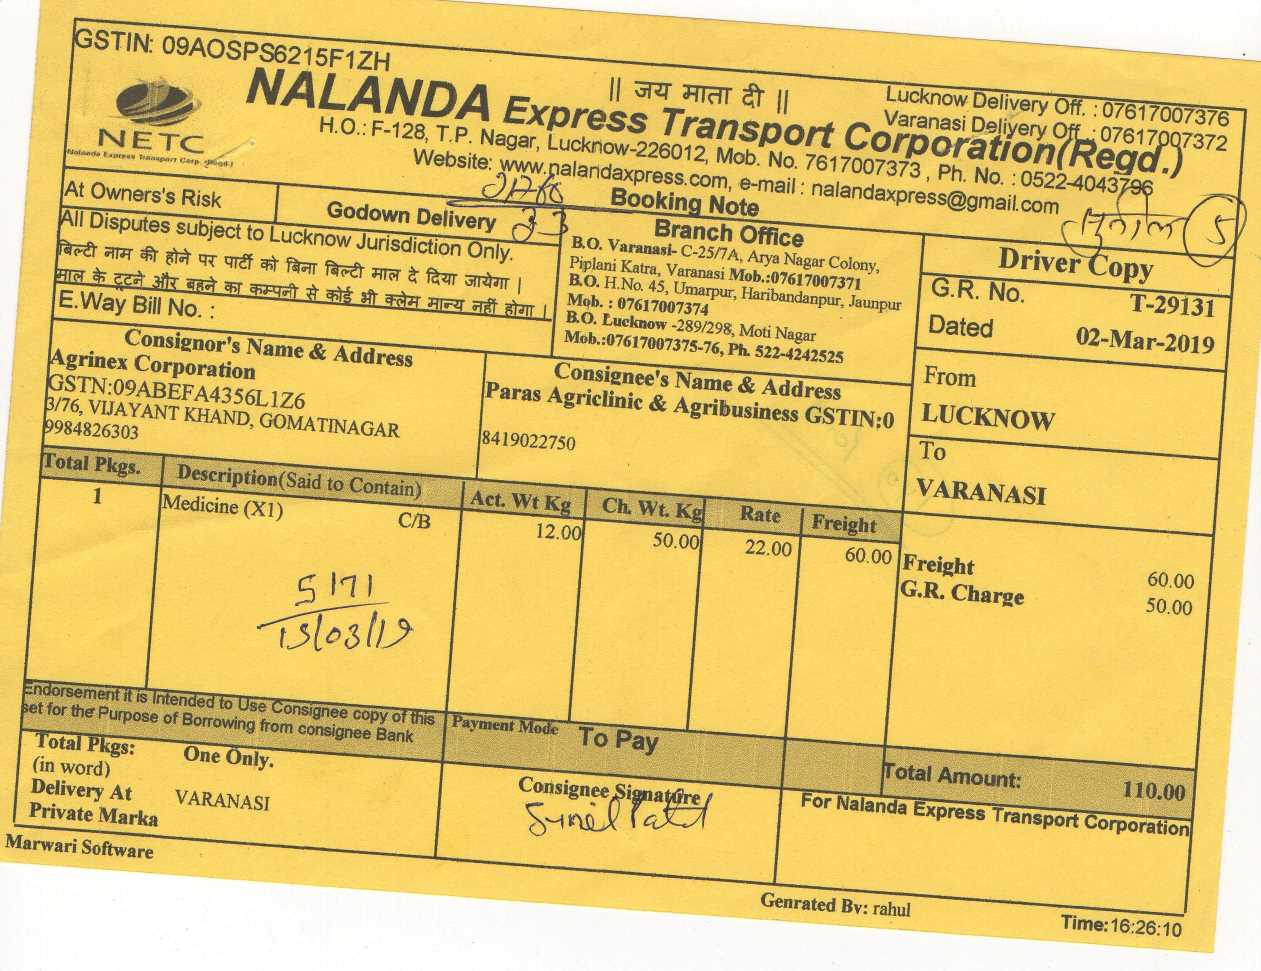 GSTIN: 09AOSPS6215F1ZH
|| जय माता दी ||
Lucknow Delivery Off. : 07617007376
Varanasi Delivery Off. : 07617007372
NETC
Nalanda Express Transport Corp. (Regd.)
NALANDA Express Transport Corporation(Regd.)
H.O.: F-128, T.P. Nagar, Lucknow-226012, Mob. No. 7617007373 , Ph. No. : 0522-4043796
Website: www.nalandaxpress.com, e-mail : nalandaxpress@gmail.com
At Owners's Risk
Godown Delivery
33
Booking Note
5
All Disputes subject to Lucknow Jurisdiction Only.
बिल्टी नाम की होने पर पार्टी को बिना बिल्टी माल दे दिया जायेगा |
माल के टूटने और बहने का कम्पनी से कोई भी क्लेम मान्य नहीं होगा |
E.Way Bill No. :
Branch Office
B.O. Varanasi- C-25/7A, Arya Nagar Colony,
Piplani Katra, Varanasi Mob.:07617007371
B.O. H.No. 45, Umarpur, Haribandanpur, Jaunpur
Mob. : 07617007374
B.O. Lucknow -289/298, Moti Nagar
Mob.:07617007375-76, Ph. 522-4242525
Driver Copy
G.R. No. T-29131
Dated 02-Mar-2019
Consignor's Name & Address
Agrinex Corporation
GSTN:09ABEFA4356L1Z6
3/76, VIJAYANT KHAND, GOMATINAGAR
9984826303
Consignee's Name & Address
Paras Agriclinic & Agribusiness GSTIN:0
8419022750
From
LUCKNOW
To
VARANASI
Total Pkgs. Description(Said to Contain) Act. Wt Kg Ch. Wt. Kg Rate Freight
1 Medicine (X1) C/B 12.00 50.00 22.00 60.00
Freight 60.00
G.R. Charge 50.00
5171
13/03/19
Endorsement it is Intended to Use Consignee copy of this
set for the Purpose of Borrowing from consignee Bank
Payment Mode To Pay
Total Amount: 110.00
Total Pkgs: One Only.
(in word)
Delivery At VARANASI
Private Marka
Consignee Signature
For Nalanda Express Transport Corporation
Marwari Software
Genrated By: rahul
Time:16:26:10